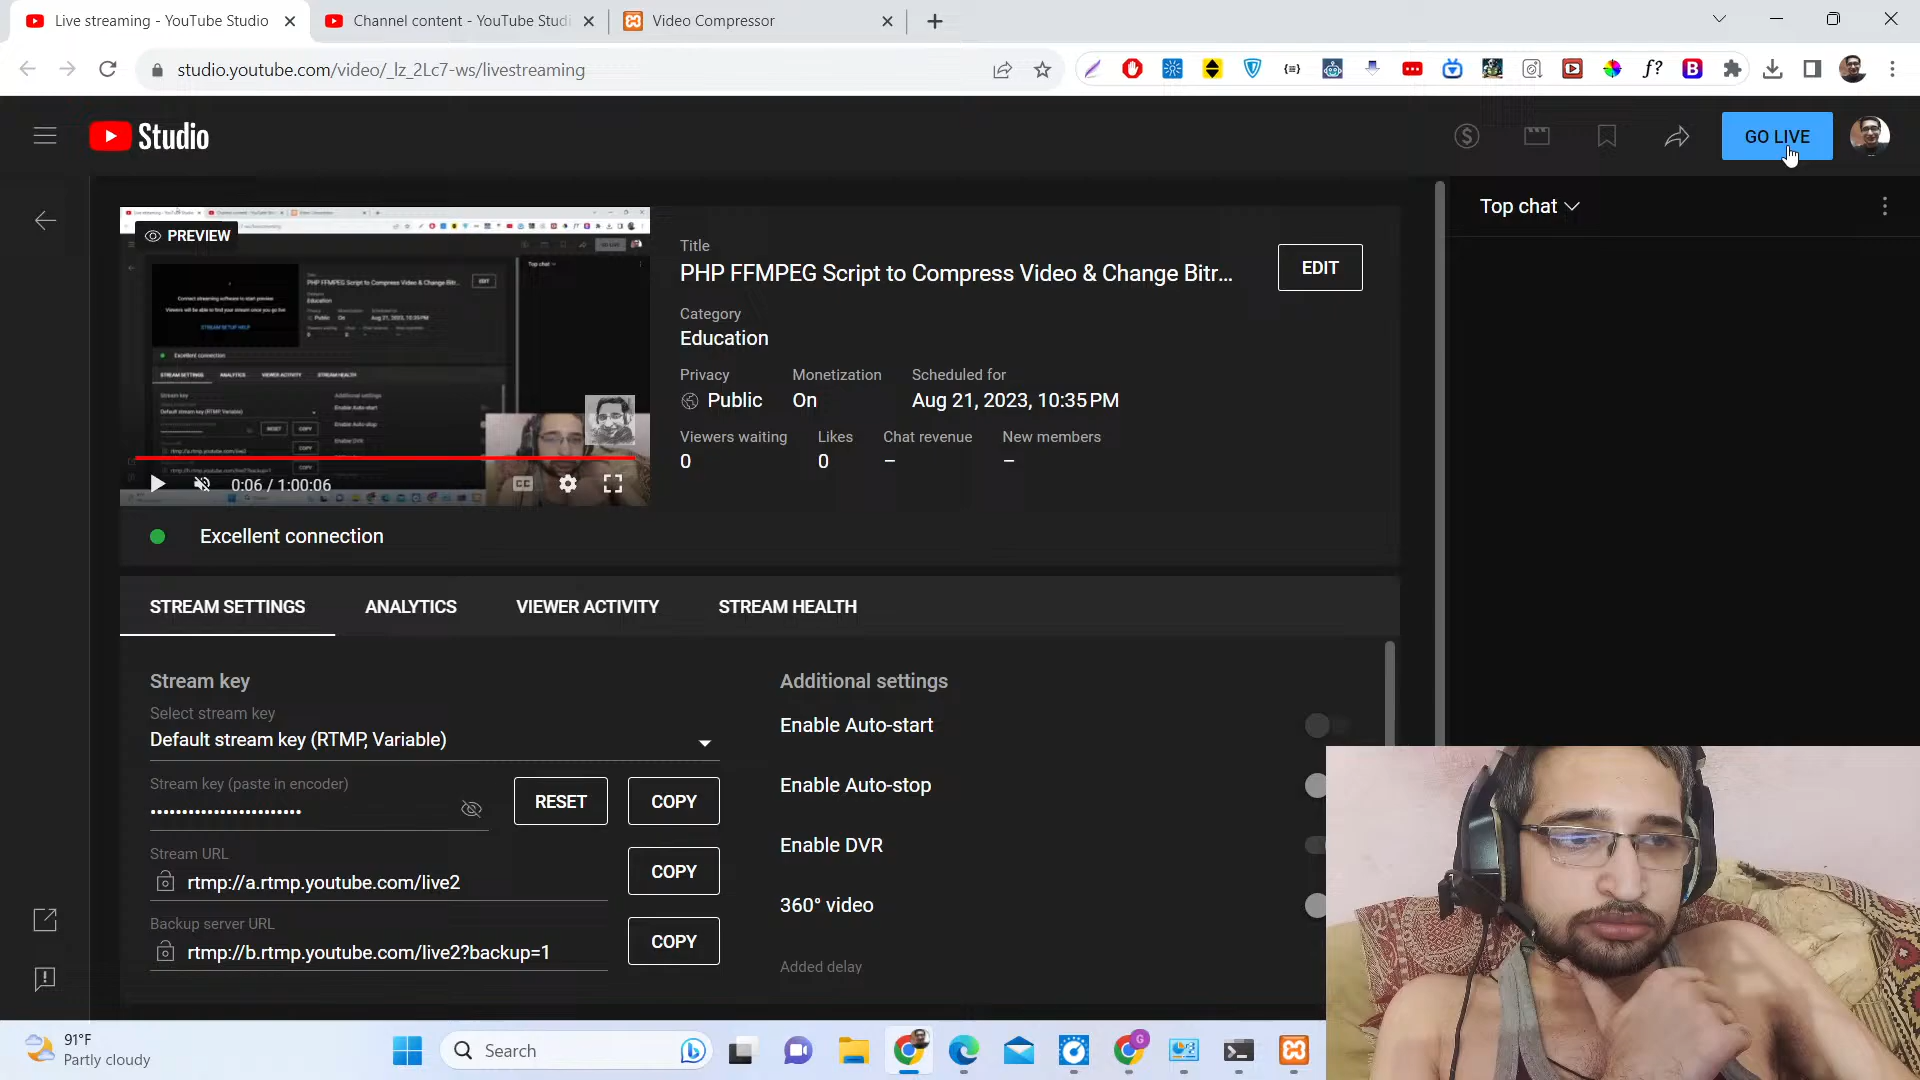 Live streaming - YouTube Studio
Channel content - YouTube Studi
Video Compressor
studio.youtube.com/video/_lz_2Lc7-ws/livestreaming
Studio
GO LIVE
PREVIEW
Title
PHP FFMPEG Script to Compress Video & Change Bitr...
EDIT
Category
Education
Privacy
Monetization
Scheduled for
Public
On
Aug 21, 2023, 10:35 PM
Viewers waiting
Likes
Chat revenue
New members
0
0
–
–
0:06 / 1:00:06
Excellent connection
Top chat
STREAM SETTINGS
ANALYTICS
VIEWER ACTIVITY
STREAM HEALTH
Stream key
Select stream key
Default stream key (RTMP, Variable)
Stream key (paste in encoder)
RESET
COPY
Stream URL
rtmp://a.rtmp.youtube.com/live2
COPY
Backup server URL
rtmp://b.rtmp.youtube.com/live2?backup=1
COPY
Additional settings
Enable Auto-start
Enable Auto-stop
Enable DVR
360° video
Added delay
91°F
Partly cloudy
Search